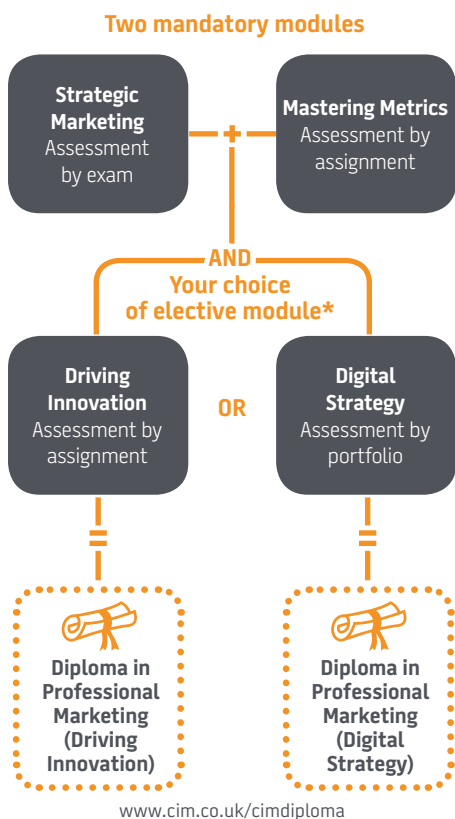 Two mandatory modules
Strategic
Marketing
Assessment
by exam
+
Mastering Metrics
Assessment by
assignment
AND
Your choice
of elective module*
Driving
Innovation
Assessment by
assignment
OR
Digital
Strategy
Assessment by
portfolio
=
=
Diploma in
Professional
Marketing
(Driving
Innovation)
Diploma in
Professional
Marketing
(Digital
Strategy)
www.cim.co.uk/cimdiploma